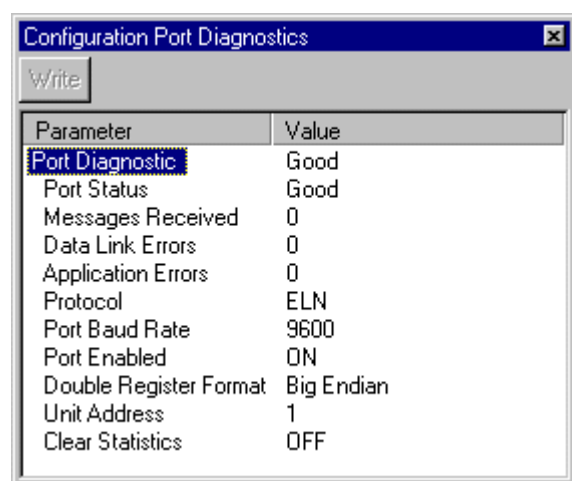 Configuration Port Diagnostics
Write
Parameter Value
Port Diagnostic Good
Port Status Good
Messages Received 0
Data Link Errors 0
Application Errors 0
Protocol ELN
Port Baud Rate 9600
Port Enabled ON
Double Register Format Big Endian
Unit Address 1
Clear Statistics OFF